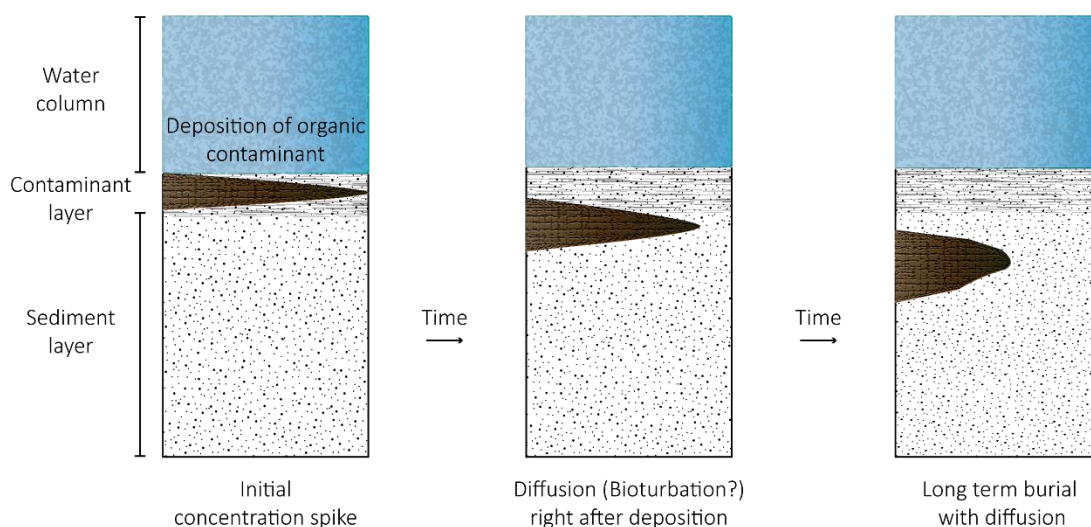 Water
column
Deposition of organic
contaminant
Contaminant
layer
Sediment
layer
Time
Time
Initial
concentration spike
Diffusion (Bioturbation?)
right after deposition
Long term burial
with diffusion